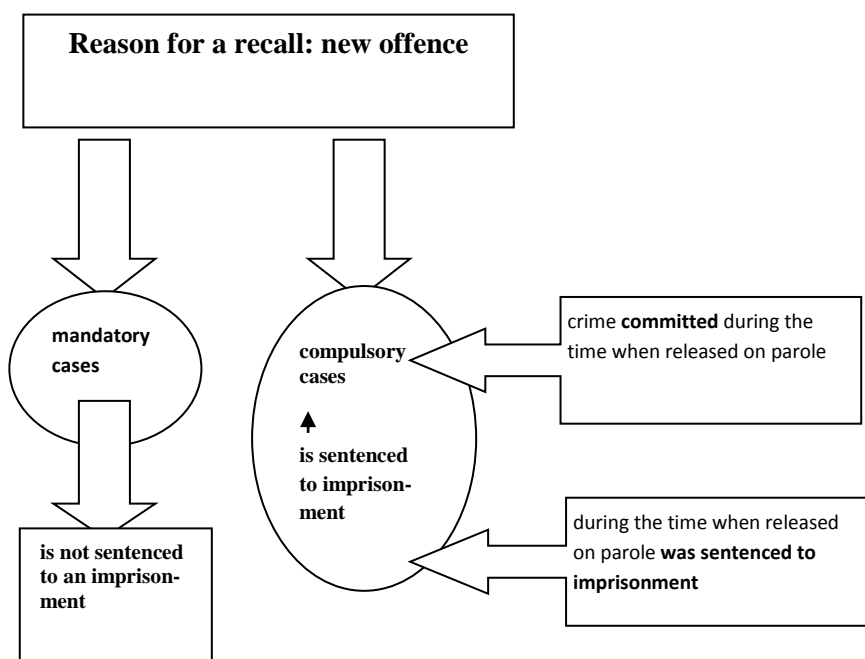 Reason for a recall: new offence
mandatory
cases
is not sentenced
to an imprison-
ment
compulsory
cases
is sentenced
to imprison-
ment
crime committed during the
time when released on parole
during the time when released
on parole was sentenced to
imprisonment